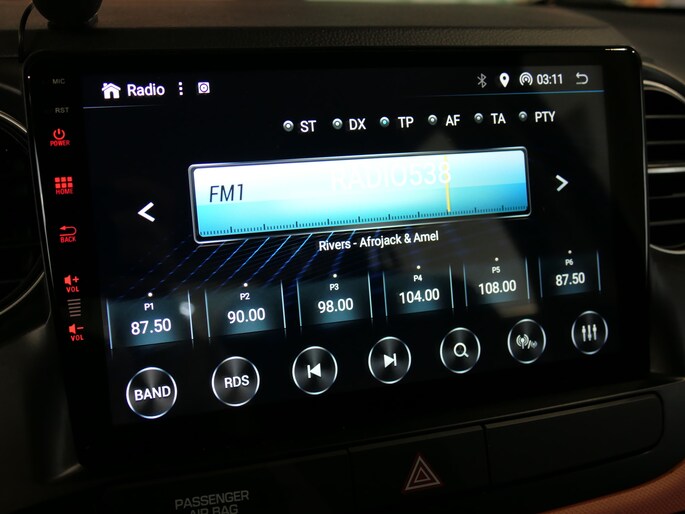 MIC
Radio
03:11
RST
POWER
ST DX TP AF TA PTY
HOME
FM1
RADIO538
Rivers - Afrojack & Amel
BACK
VOL
VOL
P1 P2 P3 P4 P5 P6
87.50 90.00 98.00 104.00 108.00 87.50
BAND
RDS
PASSENGER
AIR BAG